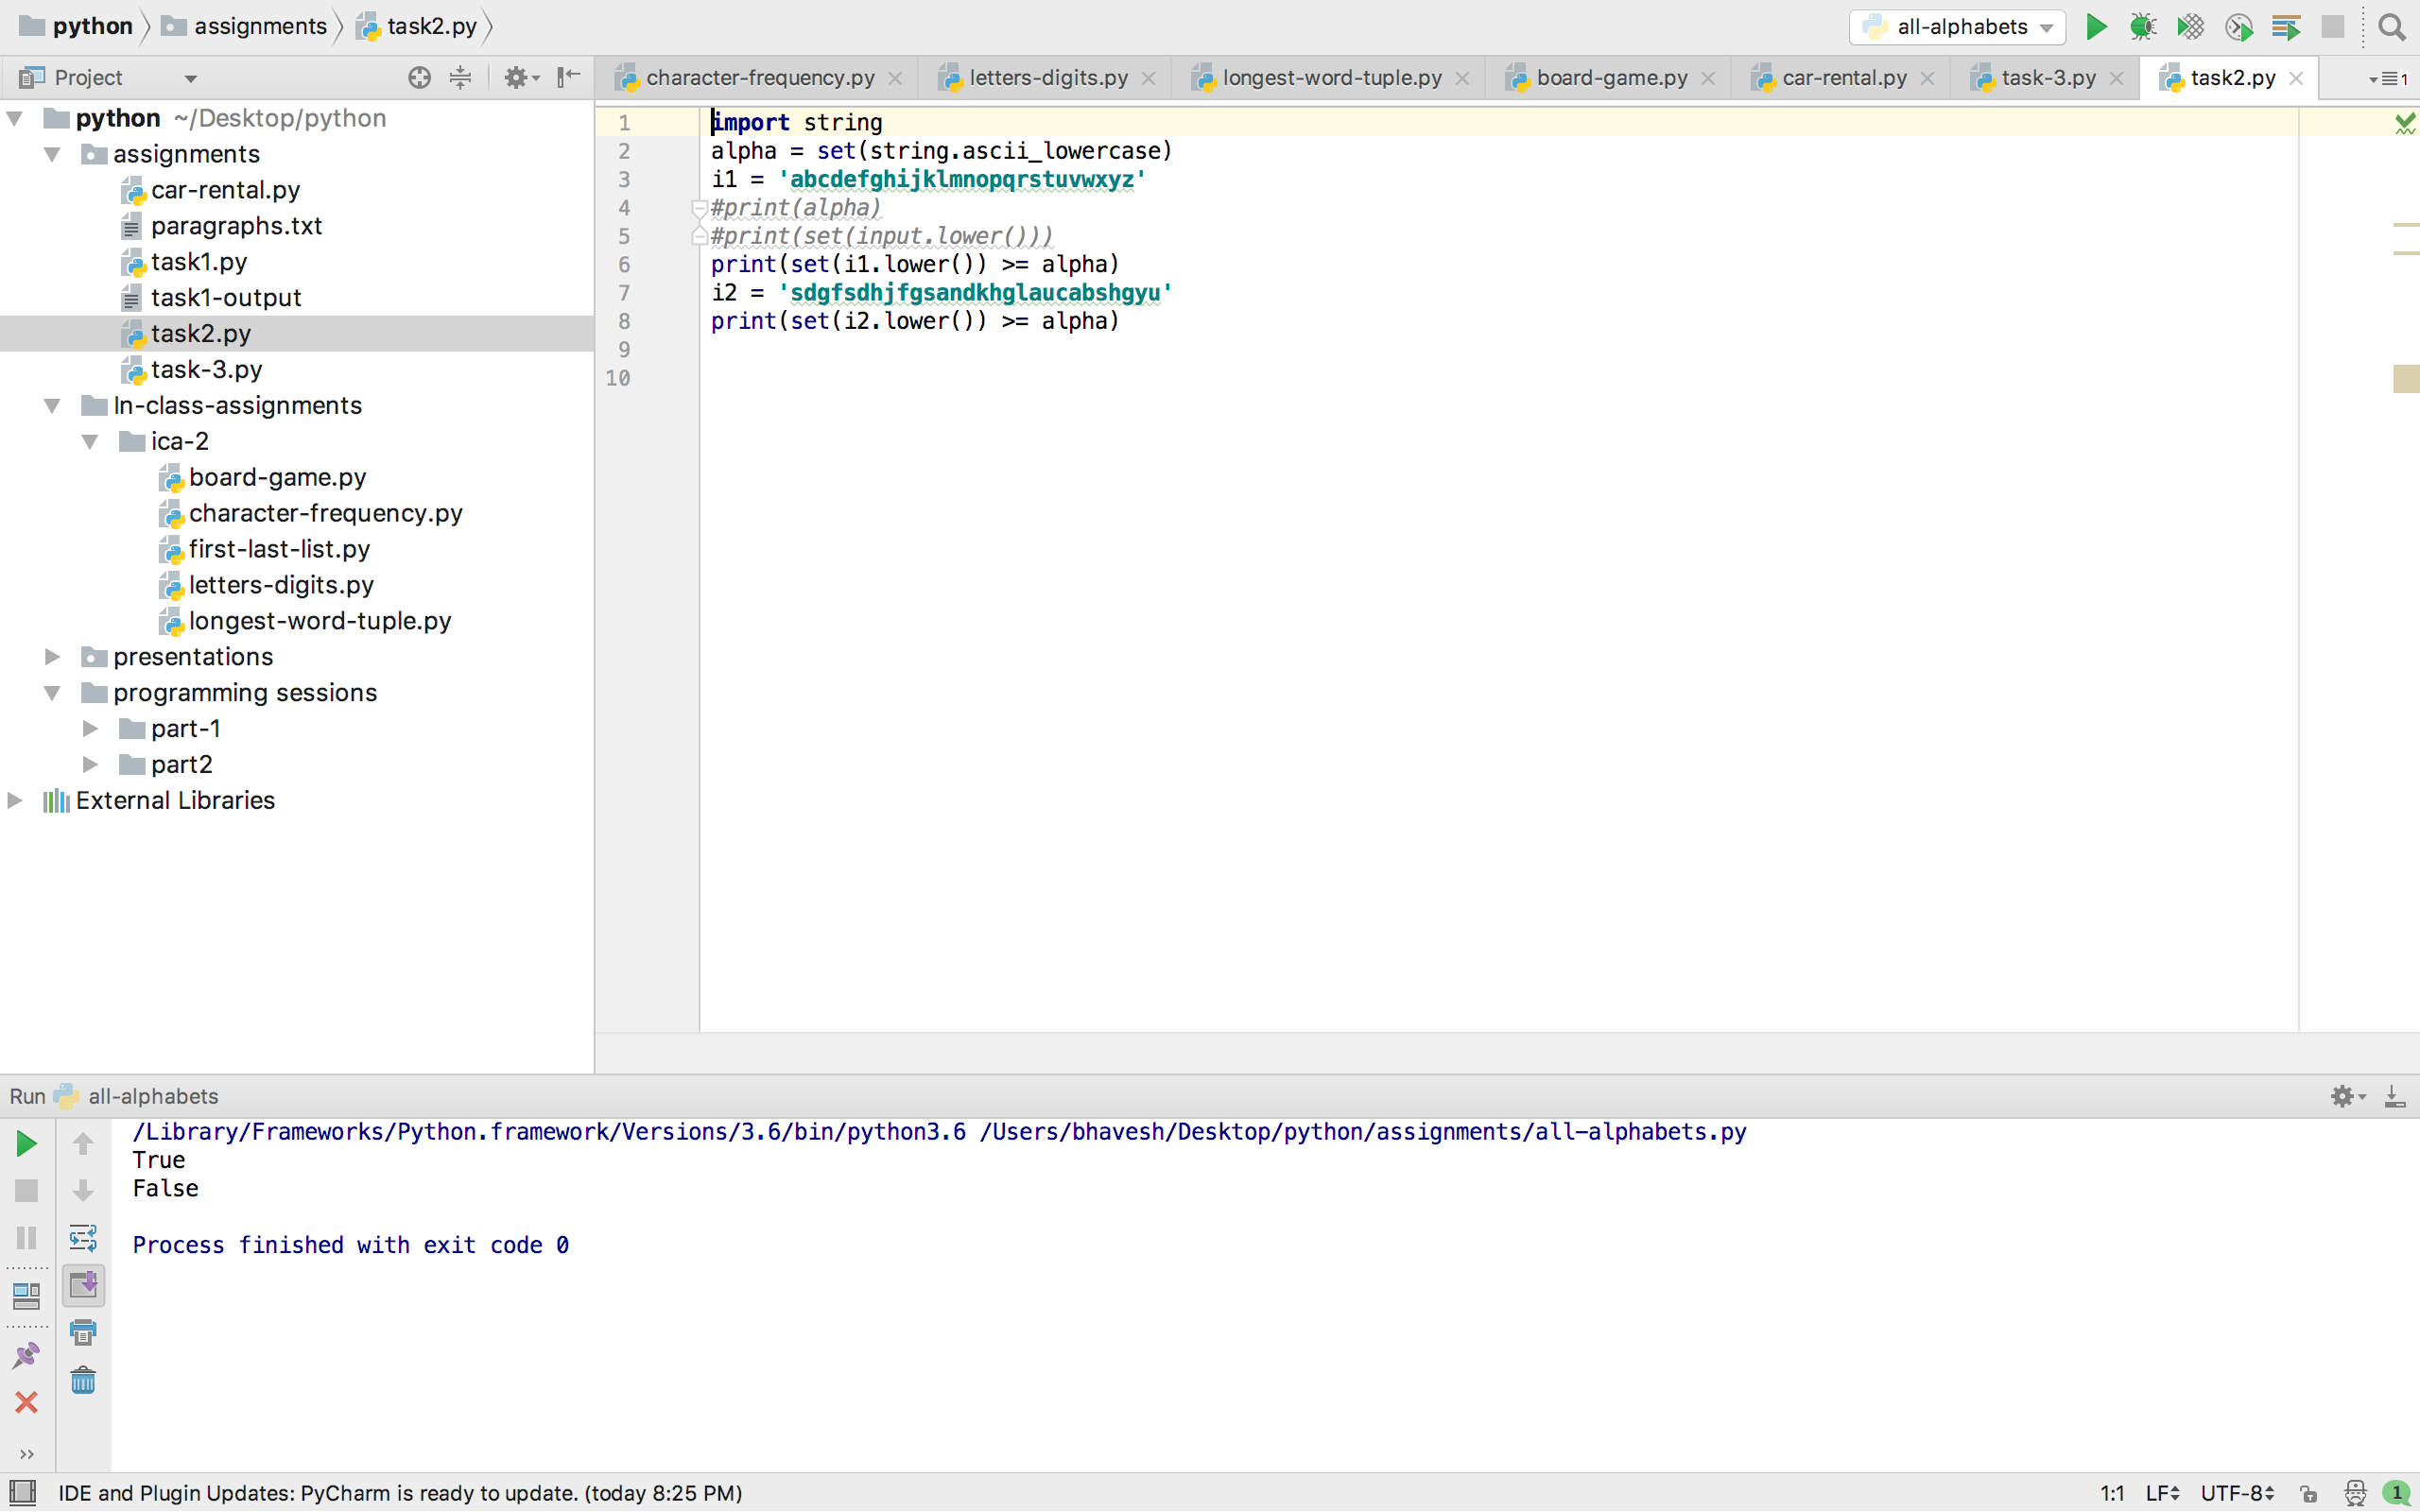 python assignments task2.py all-alphabets
Project character-frequency.py letters-digits.py longest-word-tuple.py board-game.py car-rental.py task-3.py task2.py 1
python ~/Desktop/python
assignments
car-rental.py
paragraphs.txt
task1.py
task1-output
task2.py
task-3.py
In-class-assignments
ica-2
board-game.py
character-frequency.py
first-last-list.py
letters-digits.py
longest-word-tuple.py
presentations
programming sessions
part-1
part2
External Libraries
1 import string
2 alpha = set(string.ascii_lowercase)
3 i1 = 'abcdefghijklmnopqrstuvwxyz'
4 #print(alpha)
5 #print(set(input.lower()))
6 print(set(i1.lower()) >= alpha)
7 i2 = 'sdgfsdhjfgsandkhglaucabshgyu'
8 print(set(i2.lower()) >= alpha)
9
10
Run all-alphabets
/Library/Frameworks/Python.framework/Versions/3.6/bin/python3.6 /Users/bhavesh/Desktop/python/assignments/all-alphabets.py
True
False
Process finished with exit code 0
IDE and Plugin Updates: PyCharm is ready to update. (today 8:25 PM) 1:1 LF UTF-8 1